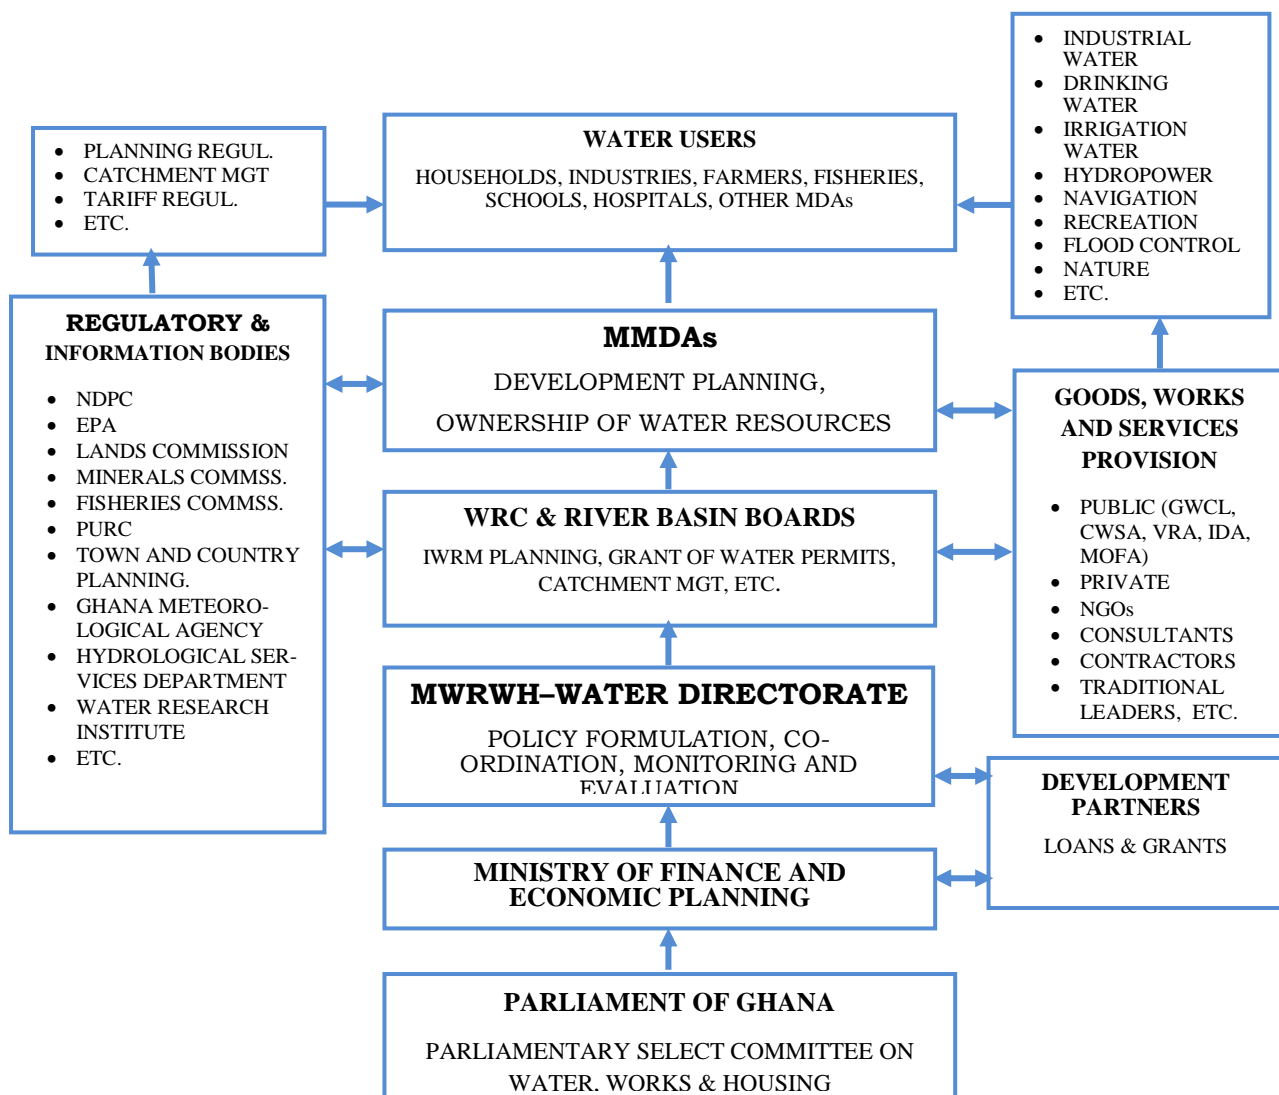 • INDUSTRIAL
WATER
• DRINKING
WATER
• IRRIGATION
WATER
• HYDROPOWER
• NAVIGATION
• RECREATION
• FLOOD CONTROL
• NATURE
• ETC.
• PLANNING REGUL.
• CATCHMENT MGT
• TARIFF REGUL.
• ETC.
WATER USERS
HOUSEHOLDS, INDUSTRIES, FARMERS, FISHERIES,
SCHOOLS, HOSPITALS, OTHER MDAs
REGULATORY &
INFORMATION BODIES
• NDPC
• EPA
• LANDS COMMISSION
• MINERALS COMMSS.
• FISHERIES COMMSS.
• PURC
• TOWN AND COUNTRY
PLANNING.
• GHANA METEORO-
LOGICAL AGENCY
• HYDROLOGICAL SER-
VICES DEPARTMENT
• WATER RESEARCH
INSTITUTE
• ETC.
MMDAs
DEVELOPMENT PLANNING,
OWNERSHIP OF WATER RESOURCES
GOODS, WORKS
AND SERVICES
PROVISION
• PUBLIC (GWCL,
CWSA, VRA, IDA,
MOFA)
• PRIVATE
• NGOs
• CONSULTANTS
• CONTRACTORS
• TRADITIONAL
LEADERS, ETC.
WRC & RIVER BASIN BOARDS
IWRM PLANNING, GRANT OF WATER PERMITS,
CATCHMENT MGT, ETC.
MWRWH–WATER DIRECTORATE
POLICY FORMULATION, CO-
ORDINATION, MONITORING AND
EVALUATION
DEVELOPMENT
PARTNERS
LOANS & GRANTS
MINISTRY OF FINANCE AND
ECONOMIC PLANNING
PARLIAMENT OF GHANA
PARLIAMENTARY SELECT COMMITTEE ON
WATER, WORKS & HOUSING